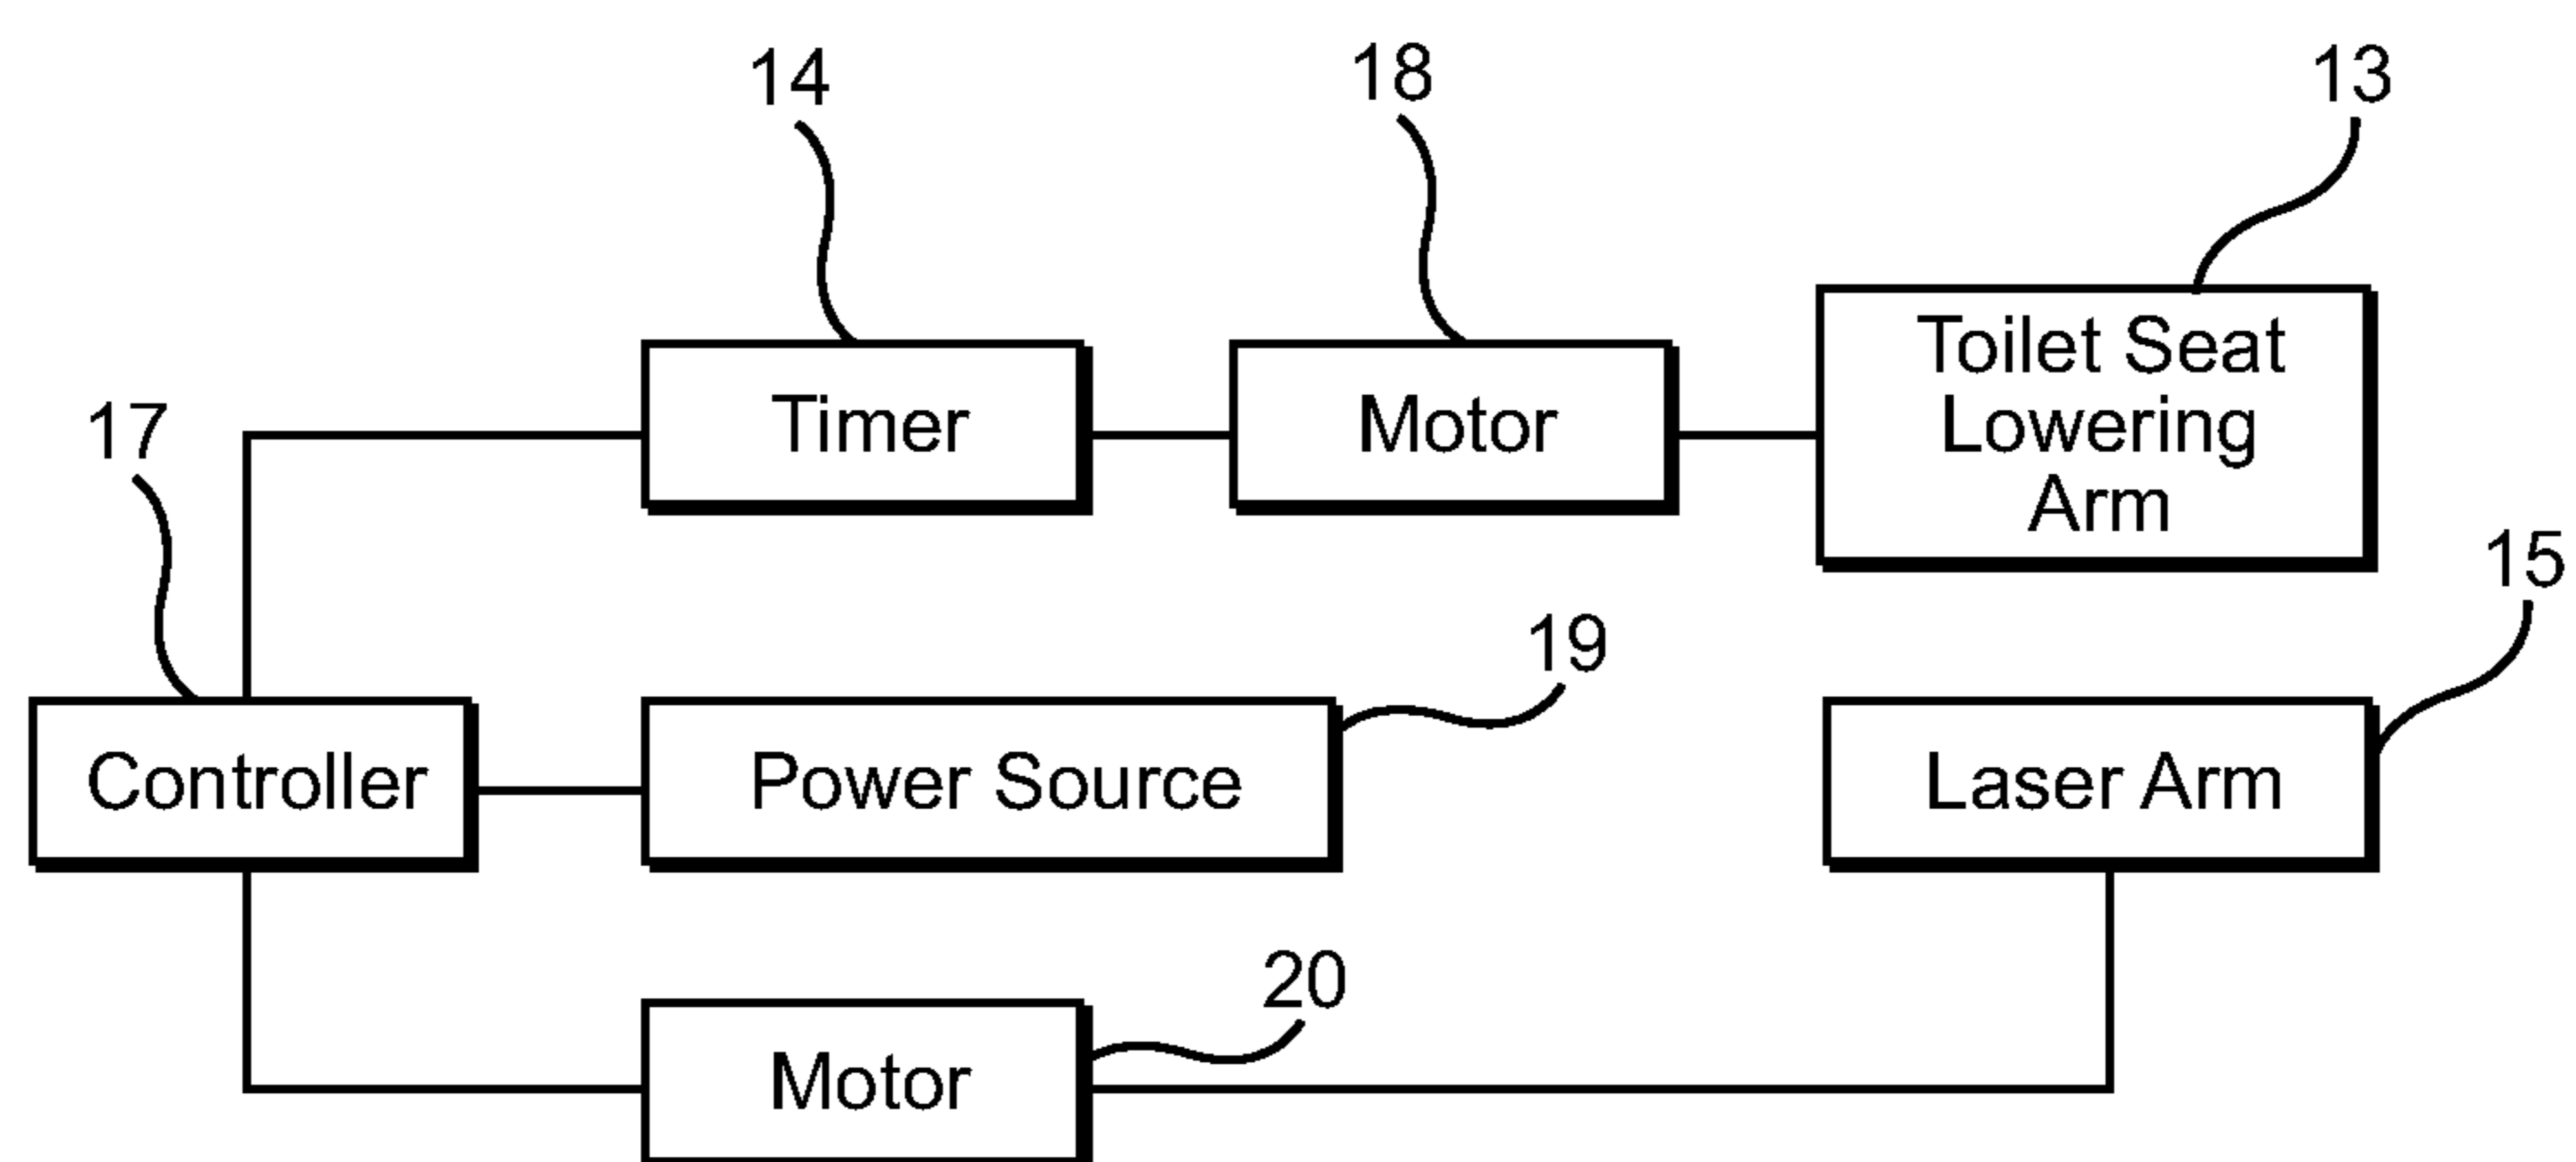 14
18
13
17
Timer
Motor
Toilet Seat
Lowering
Arm
15
19
Controller
Power Source
Laser Arm
20
Motor